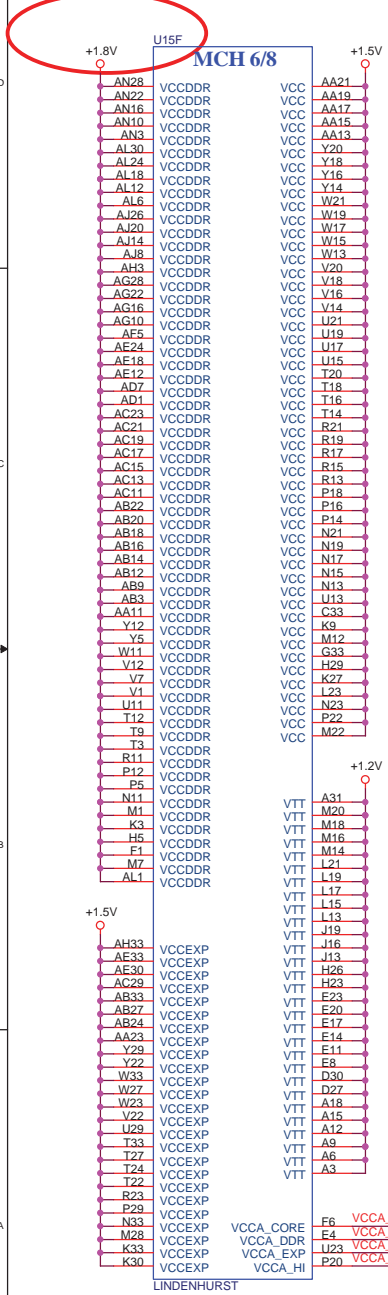 U15F
MCH 6/8
+1.8V
+1.5V
AN28 VCCDDR VCC AA21
AN22 VCCDDR VCC AA19
AN16 VCCDDR VCC AA17
AN10 VCCDDR VCC AA15
AN3 VCCDDR VCC AA13
AL30 VCCDDR VCC Y20
AL24 VCCDDR VCC Y18
AL18 VCCDDR VCC Y16
AL12 VCCDDR VCC Y14
AL6 VCCDDR VCC W21
AJ26 VCCDDR VCC W19
AJ20 VCCDDR VCC W17
AJ14 VCCDDR VCC W15
AJ8 VCCDDR VCC W13
AH3 VCCDDR VCC V20
AG28 VCCDDR VCC V18
AG22 VCCDDR VCC V16
AG16 VCCDDR VCC V14
AG10 VCCDDR VCC U21
AF5 VCCDDR VCC U19
AE24 VCCDDR VCC U17
AE18 VCCDDR VCC U15
AE12 VCCDDR VCC T20
AD7 VCCDDR VCC T18
AD1 VCCDDR VCC T16
AC23 VCCDDR VCC T14
AC21 VCCDDR VCC R21
AC19 VCCDDR VCC R19
AC17 VCCDDR VCC R17
AC15 VCCDDR VCC R15
AC13 VCCDDR VCC R13
AC11 VCCDDR VCC P18
AB22 VCCDDR VCC P16
AB20 VCCDDR VCC P14
AB18 VCCDDR VCC N21
AB16 VCCDDR VCC N19
AB14 VCCDDR VCC N17
AB12 VCCDDR VCC N15
AB9 VCCDDR VCC N13
AB3 VCCDDR VCC U13
AA11 VCCDDR VCC C33
Y12 VCCDDR VCC K9
Y5 VCCDDR VCC M12
W11 VCCDDR VCC G33
V12 VCCDDR VCC H29
V7 VCCDDR VCC K27
V1 VCCDDR VCC L23
U11 VCCDDR VCC N23
T12 VCCDDR VCC P22
T9 VCCDDR VCC M22
T3 VCCDDR
R11 VCCDDR
P12 VCCDDR +1.2V
P5 VCCDDR
N11 VCCDDR VTT A31
M1 VCCDDR VTT M20
K3 VCCDDR VTT M18
H5 VCCDDR VTT M16
F1 VCCDDR VTT M14
M7 VCCDDR VTT L21
AL1 VCCDDR VTT L19
VTT L17
VTT L15
+1.5V VTT L13
VTT J19
AH33 VCCEXP VTT J16
AE33 VCCEXP VTT J13
AE30 VCCEXP VTT H26
AC29 VCCEXP VTT H23
AB33 VCCEXP VTT E23
AB27 VCCEXP VTT E20
AB24 VCCEXP VTT E17
AA23 VCCEXP VTT E14
Y29 VCCEXP VTT E11
Y22 VCCEXP VTT E8
W33 VCCEXP VTT D30
W27 VCCEXP VTT D27
W23 VCCEXP VTT A18
V22 VCCEXP VTT A15
U29 VCCEXP VTT A12
T33 VCCEXP VTT A9
T27 VCCEXP VTT A6
T24 VCCEXP VTT A3
T22 VCCEXP
R23 VCCEXP
P29 VCCEXP
N33 VCCEXP VCCA_CORE F6 VCCA_
M28 VCCEXP VCCA_DDR E4 VCCA_
K33 VCCEXP VCCA_EXP U23 VCCA_
K30 VCCEXP VCCA_HI P20 VCCA_
LINDENHURST
C
B
A